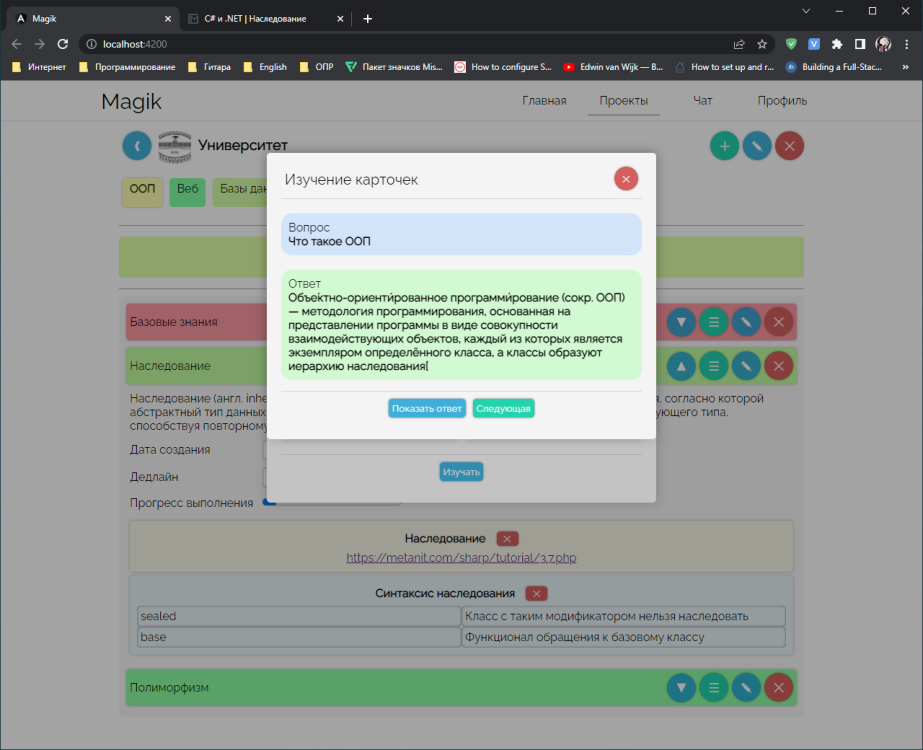 Magik
C# и .NET | Наследование
localhost:4200
Интернет
Программирование
Гитара
English
ОПР
Пакет значков Mis...
How to configure S...
Edwin van Wijk — B...
How to set up and r...
Building a Full-Stac...
»
Magik
Главная
Проекты
Чат
Профиль
Университет
ООП
Веб
Базы дан
Изучение карточек
Вопрос
Что такое ООП
Ответ
Объе́ктно-ориенти́рованное программи́рование (сокр. ООП)
— методология программирования, основанная на
представлении программы в виде совокупности
взаимодействующих объектов, каждый из которых является
экземпляром определённого класса, а классы образуют
иерархию наследования[
Показать ответ
Следующая
Изучать
Базовые знания
Наследование
Наследование (англ. inhe
я, согласно которой
абстрактный тип данных
ующего типа,
способствуя повторному
Дата создания
Дедлайн
Прогресс выполнения
Наследование
https://metanit.com/sharp/tutorial/3.7.php
Синтаксис наследования
sealed
Класс с таким модификатором нельзя наследовать
base
Функционал обращения к базовому классу
Полиморфизм